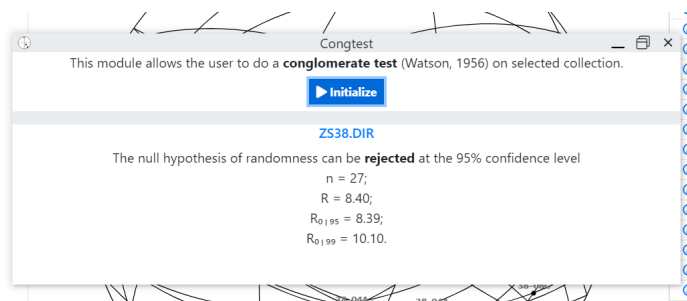 Congtest
This module allows the user to do a conglomerate test (Watson, 1956) on selected collection.
Initialize
ZS38.DIR
The null hypothesis of randomness can be rejected at the 95% confidence level
n = 27;
R = 8.40;
R₀|₉₅ = 8.39;
R₀|₉₉ = 10.10.